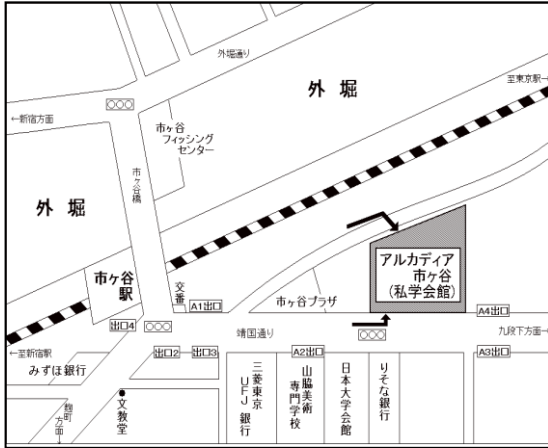 外堀通り
外 堀
至東京駅→
←新宿方面
市ヶ谷
フィッシング
センター
市ヶ谷橋
外 堀
アルカディア
市ヶ谷
(私学会館)
市ヶ谷
駅
交番
A1出口
市ヶ谷プラザ
A4出口
出口4
靖国通り
九段下方面→
←至新宿駅
出口2
出口3
A2出口
A3出口
みずほ銀行
麹町
方面→
文教堂
三菱東京
UFJ 銀行
山脇美術
専門学校
日本大学会館
りそな銀行